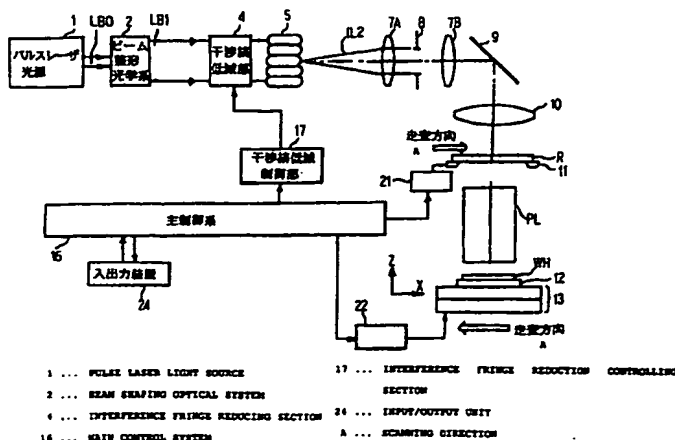 1
LB0
2
LB1
4
5
7A
8
7B
9
パルスレーザ
光源
ビーム
整形
光学系
干渉縞
低減部
IL2
10
17
干渉縞低減
制御部
走査方向
A
R
11
21
主制御系
PL
16
Z
X
WH
12
13
入出力装置
24
22
走査方向
A
1 ... PULSE LASER LIGHT SOURCE
2 ... BEAM SHAPING OPTICAL SYSTEM
4 ... INTERFERENCE FRINGE REDUCING SECTION
16 ... MAIN CONTROL SYSTEM
17 ... INTERFERENCE FRINGE REDUCTION CONTROLLING
SECTION
24 ... INPUT/OUTPUT UNIT
A ... SCANNING DIRECTION